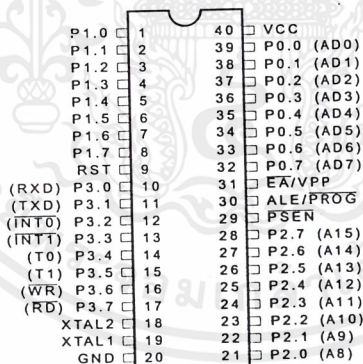 P1.0 1 40 VCC
P1.1 2 39 P0.0 (AD0)
P1.2 3 38 P0.1 (AD1)
P1.3 4 37 P0.2 (AD2)
P1.4 5 36 P0.3 (AD3)
P1.5 6 35 P0.4 (AD4)
P1.6 7 34 P0.5 (AD5)
P1.7 8 33 P0.6 (AD6)
RST 9 32 P0.7 (AD7)
(RXD) P3.0 10 31 EA/VPP
(TXD) P3.1 11 30 ALE/PROG
(INT0) P3.2 12 29 PSEN
(INT1) P3.3 13 28 P2.7 (A15)
(T0) P3.4 14 27 P2.6 (A14)
(T1) P3.5 15 26 P2.5 (A13)
(WR) P3.6 16 25 P2.4 (A12)
(RD) P3.7 17 24 P2.3 (A11)
XTAL2 18 23 P2.2 (A10)
XTAL1 19 22 P2.1 (A9)
GND 20 21 P2.0 (A8)